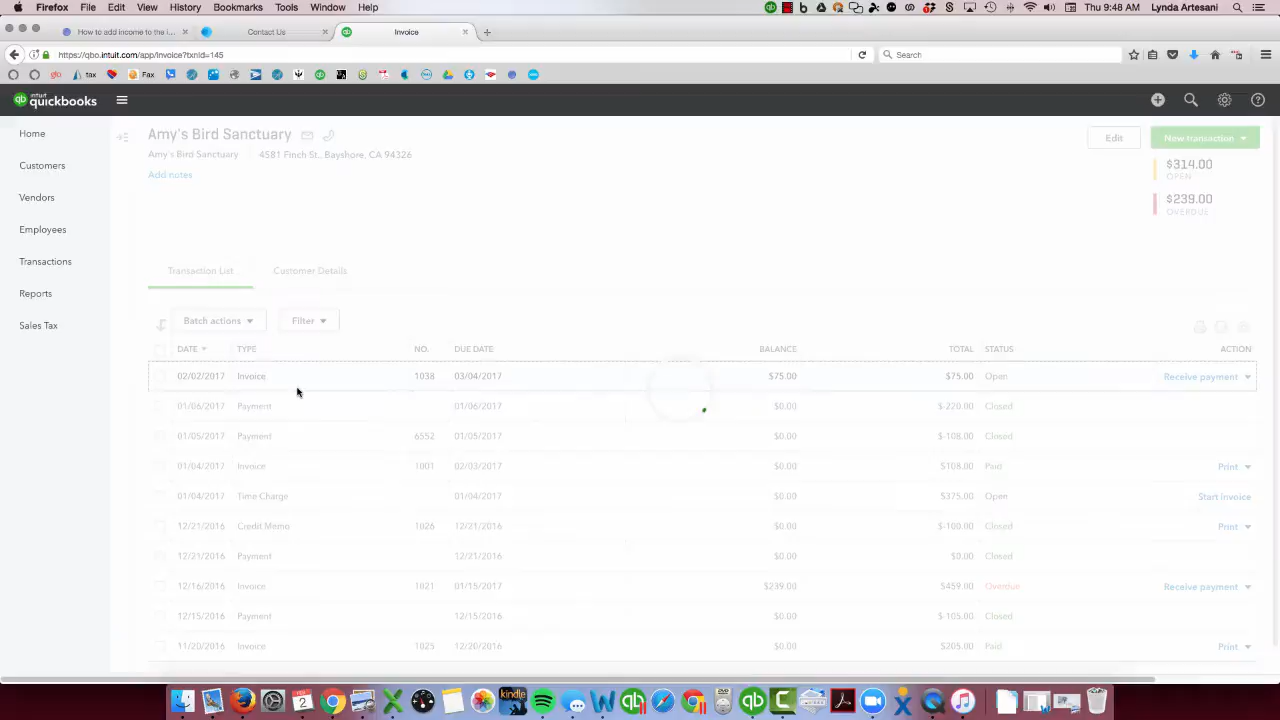 Firefox File Edit View History Bookmarks Tools Window Help Thu 9:48 AM Lynda Artesani
How to add income to the i... × Contact Us × Invoice × +
https://qbo.intuit.com/app/invoice?txnId=145 Search
glo tax Fax
intuit quickbooks
Home
Customers
Vendors
Employees
Transactions
Reports
Sales Tax
Amy's Bird Sanctuary Edit New transaction
Amy's Bird Sanctuary 4581 Finch St., Bayshore, CA 94326
Add notes
$314.00
OPEN
$239.00
OVERDUE
Transaction List Customer Details
Batch actions Filter
DATE TYPE NO. DUE DATE BALANCE TOTAL STATUS ACTION
02/02/2017 Invoice 1038 03/04/2017 $75.00 $75.00 Open Receive payment
01/06/2017 Payment 01/06/2017 $0.00 $-220.00 Closed
01/05/2017 Payment 6552 01/05/2017 $0.00 $-108.00 Closed
01/04/2017 Invoice 1001 02/03/2017 $0.00 $108.00 Paid Print
01/04/2017 Time Charge 01/04/2017 $0.00 $375.00 Open Start Invoice
12/21/2016 Credit Memo 1026 12/21/2016 $0.00 $-100.00 Closed Print
12/21/2016 Payment 12/21/2016 $0.00 $0.00 Closed
12/16/2016 Invoice 1021 01/15/2017 $239.00 $459.00 Overdue Receive payment
12/15/2016 Payment 12/15/2016 $0.00 $-105.00 Closed
11/20/2016 Invoice 1025 12/20/2016 $0.00 $205.00 Paid Print
kindle